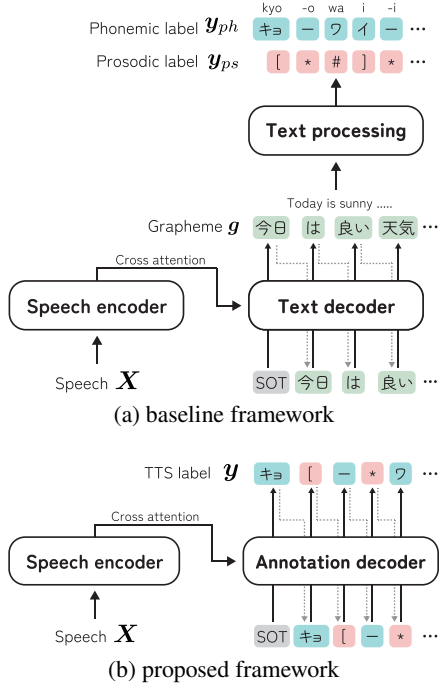 kyo -o wa i -i
Phonemic label y_ph キョ ー ワ イ ー ...
Prosodic label y_ps [ * # ] * ...
Text processing
Today is sunny .....
Grapheme g 今日 は 良い 天気 ...
Cross attention
Speech encoder Text decoder
Speech X SOT 今日 は 良い ...
(a) baseline framework
TTS label y キョ [ ー * ワ ...
Cross attention
Speech encoder Annotation decoder
Speech X SOT キョ [ ー * ...
(b) proposed framework